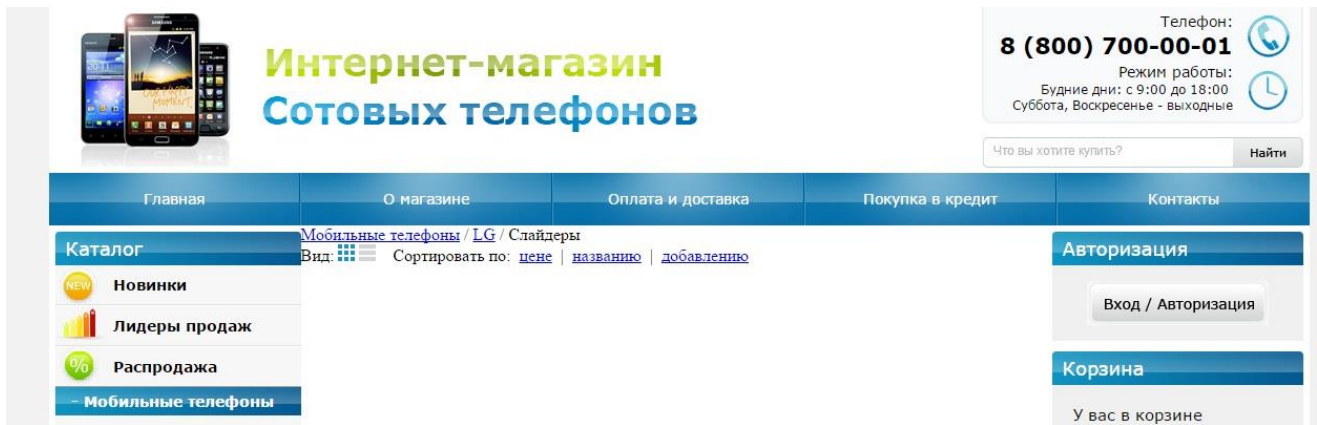 Интернет-магазин
Сотовых телефонов
Телефон:
8 (800) 700-00-01
Режим работы:
Будние дни: с 9:00 до 18:00
Суббота, Воскресенье - выходные
Что вы хотите купить? Найти
Главная О магазине Оплата и доставка Покупка в кредит Контакты
Мобильные телефоны / LG / Слайдеры
Вид: Сортировать по: цене | названию | добавлению
Каталог
NEW Новинки
Лидеры продаж
% Распродажа
- Мобильные телефоны
Авторизация
Вход / Авторизация
Корзина
У вас в корзине